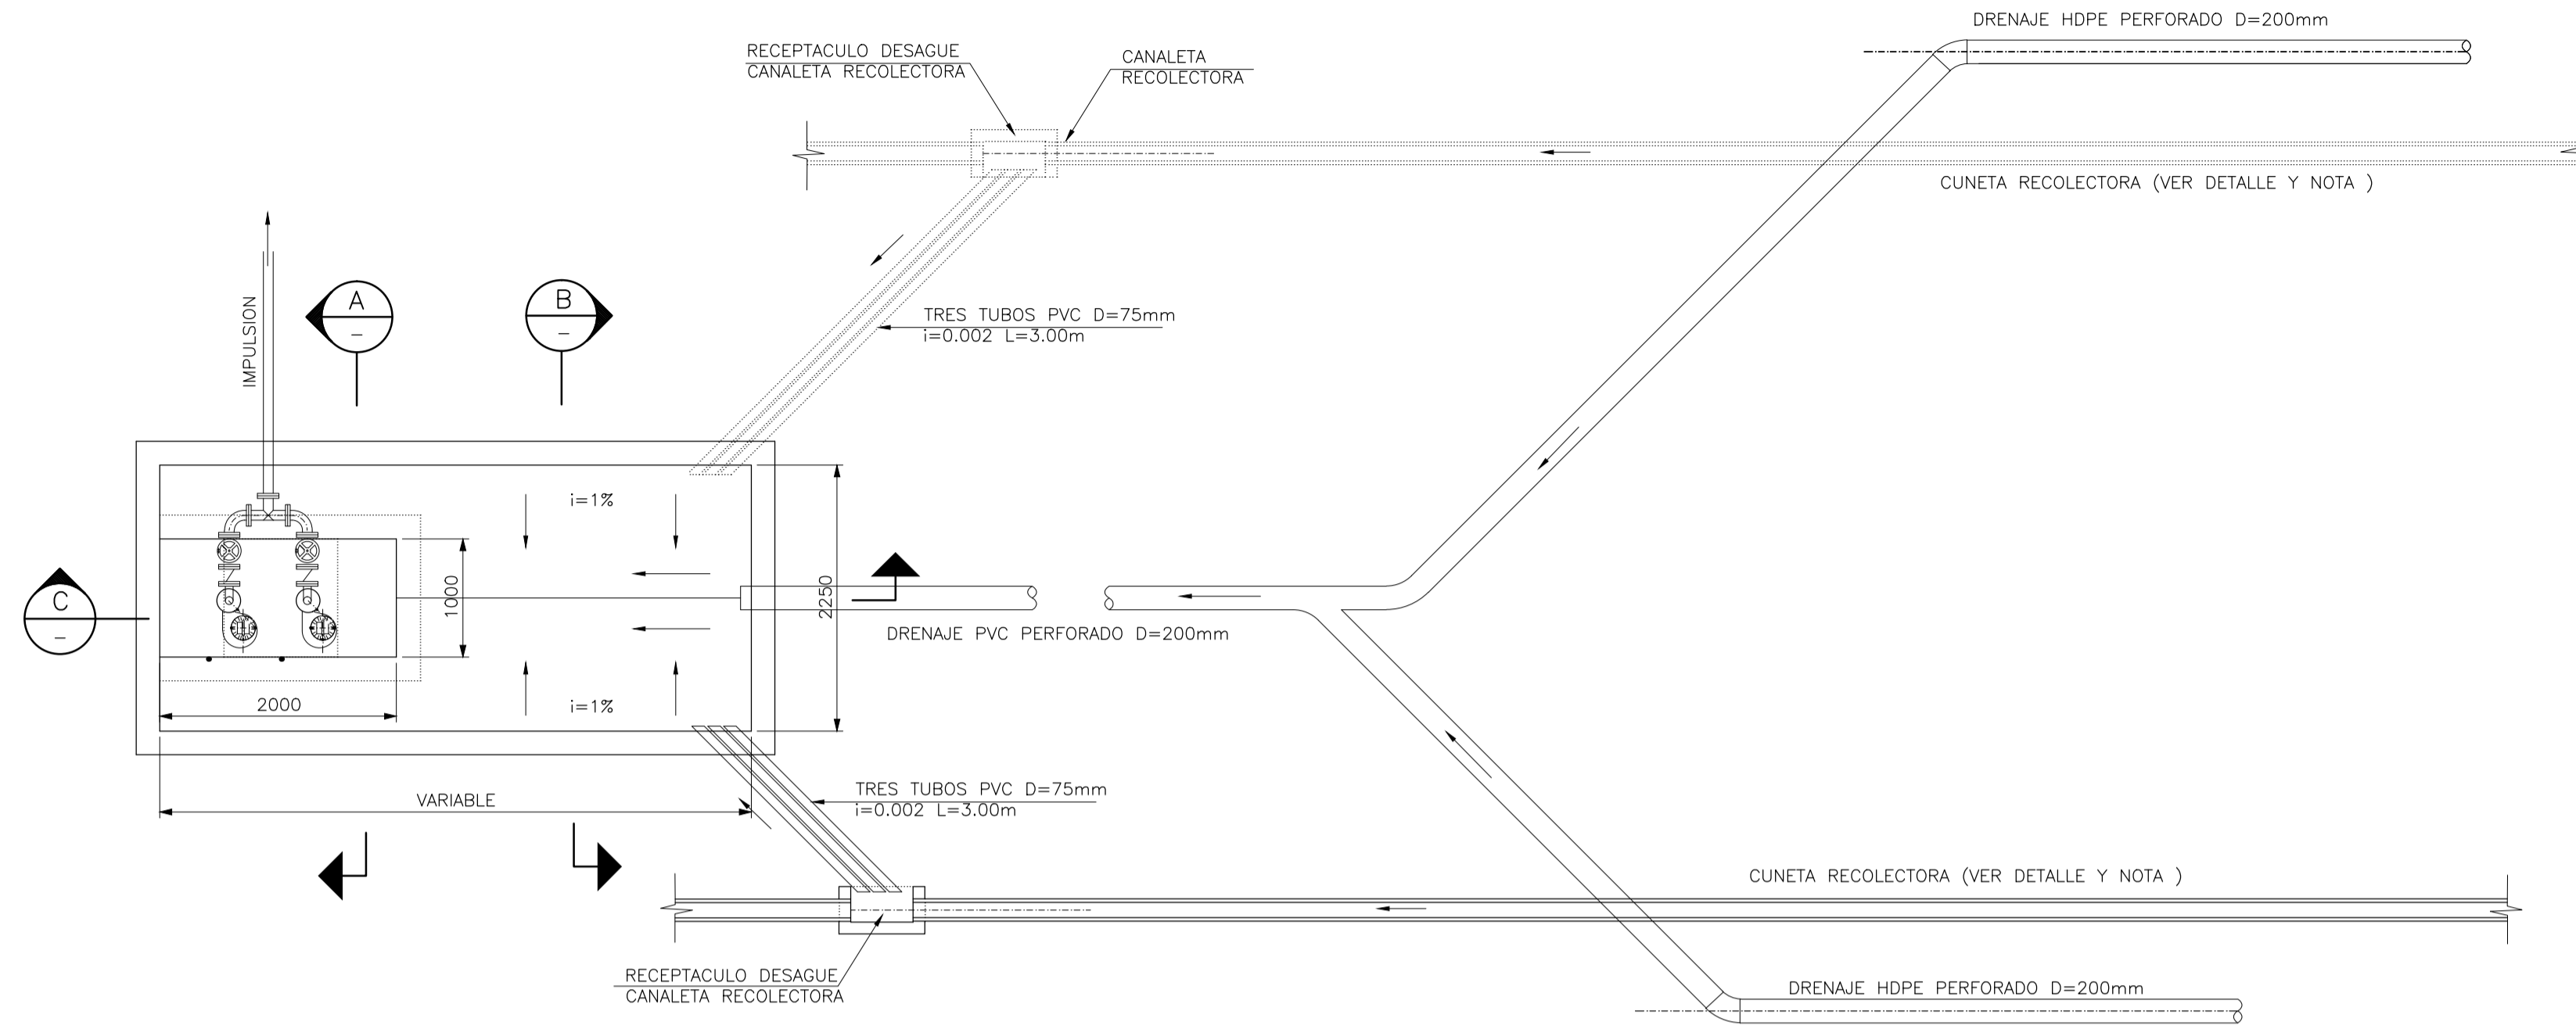 DRENAJE HDPE PERFORADO D=200mm
RECEPTACULO DESAGUE
CANALETA RECOLECTORA
CANALETA
RECOLECTORA
CUNETA RECOLECTORA (VER DETALLE Y NOTA )
IMPULSION
A
–
B
–
TRES TUBOS PVC D=75mm
i=0.002 L=3.00m
i=1%
C
–
1000
2250
DRENAJE PVC PERFORADO D=200mm
2000
i=1%
VARIABLE
TRES TUBOS PVC D=75mm
i=0.002 L=3.00m
CUNETA RECOLECTORA (VER DETALLE Y NOTA )
RECEPTACULO DESAGUE
CANALETA RECOLECTORA
DRENAJE HDPE PERFORADO D=200mm